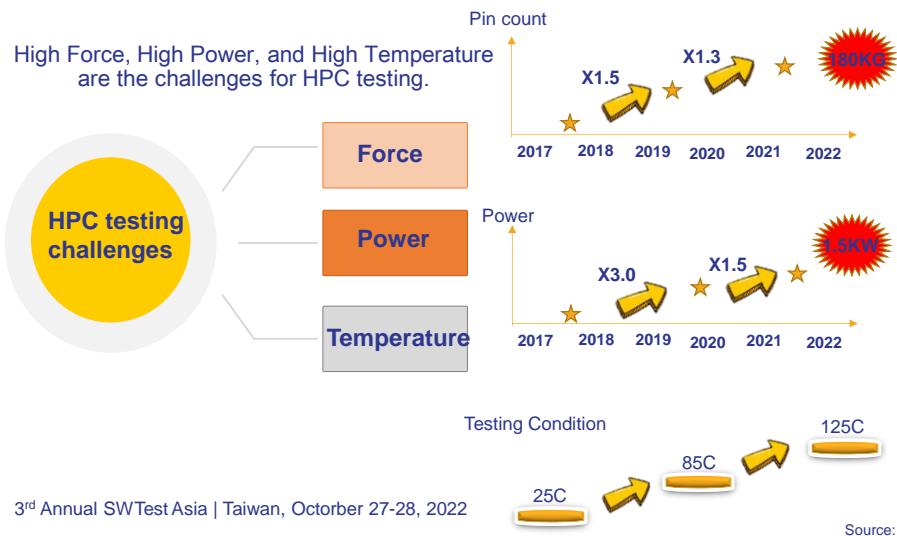 High Force, High Power, and High Temperature
are the challenges for HPC testing.
HPC testing
challenges
Force
Power
Temperature
Pin count
X1.5
X1.3
180KG
2017 2018 2019 2020 2021 2022
Power
X3.0
X1.5
1.5KW
2017 2018 2019 2020 2021 2022
Testing Condition
25C
85C
125C
3rd Annual SWTest Asia | Taiwan, Octorber 27-28, 2022
Source: